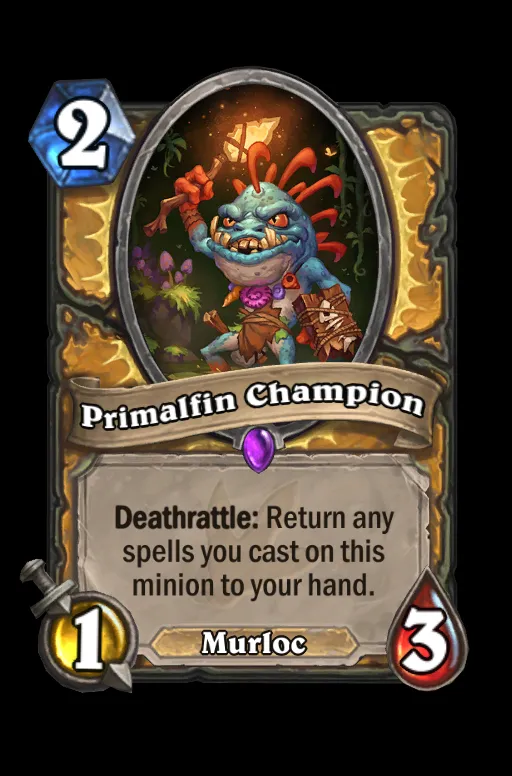 2
Primalfin Champion
Deathrattle: Return any
spells you cast on this
minion to your hand.
1
Murloc
3